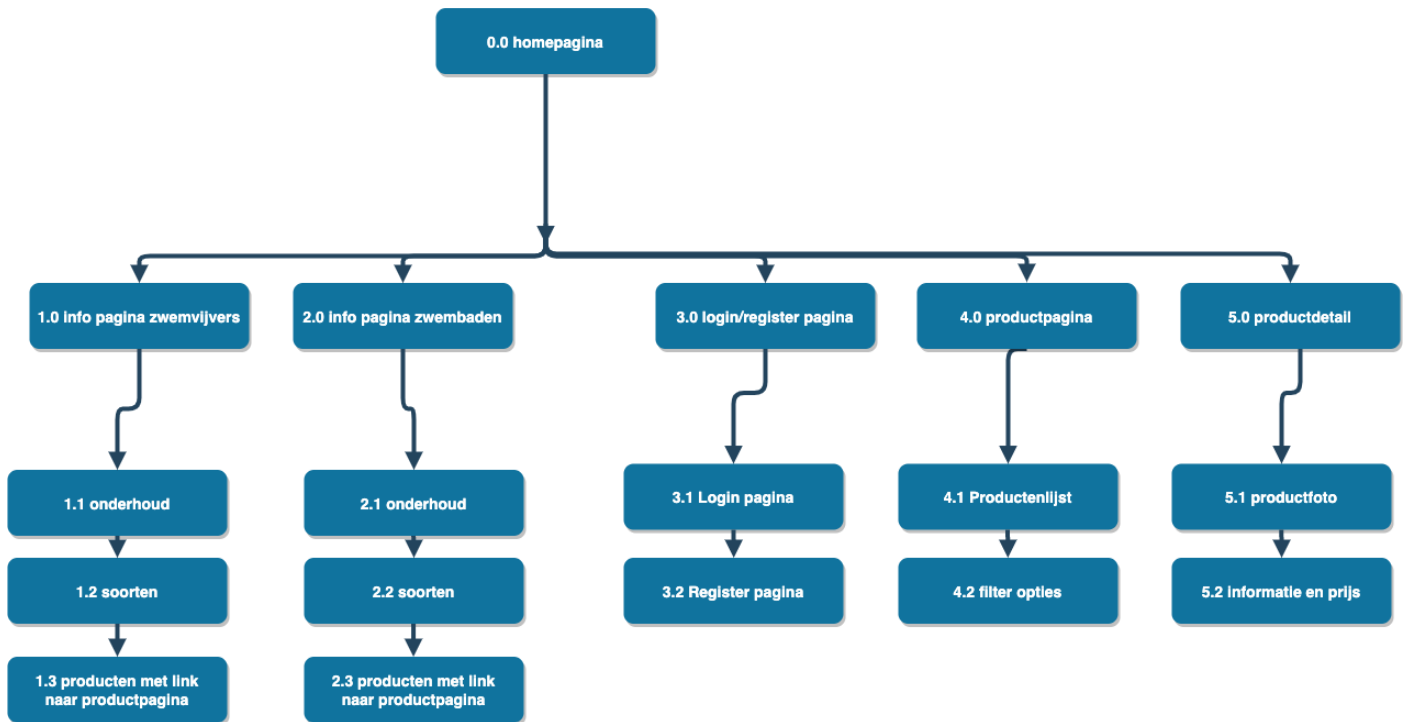 0.0 homepagina
1.0 info pagina zwemvijvers
2.0 info pagina zwembaden
3.0 login/register pagina
4.0 productpagina
5.0 productdetail
1.1 onderhoud
2.1 onderhoud
3.1 Login pagina
4.1 Productenlijst
5.1 productfoto
1.2 soorten
2.2 soorten
3.2 Register pagina
4.2 filter opties
5.2 informatie en prijs
1.3 producten met link
naar productpagina
2.3 producten met link
naar productpagina